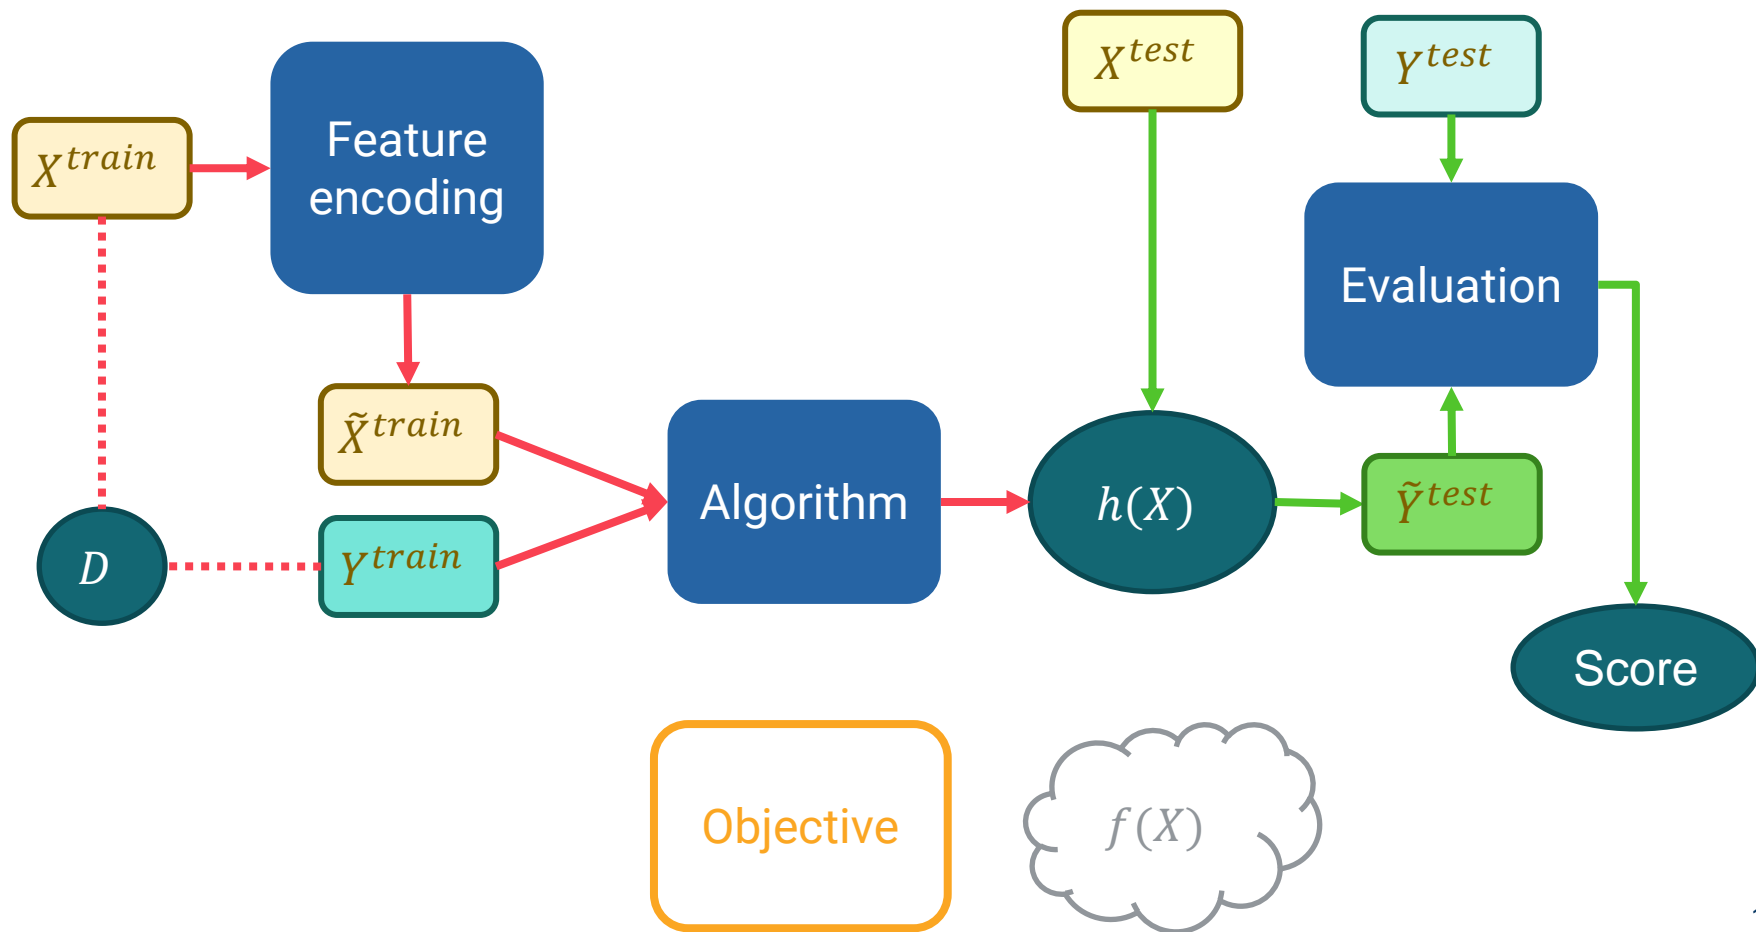 X^test
Y^test
X^train
Feature
encoding
Evaluation
X̃^train
Algorithm
h(X)
Ỹ^test
D
Y^train
Score
Objective
f(X)